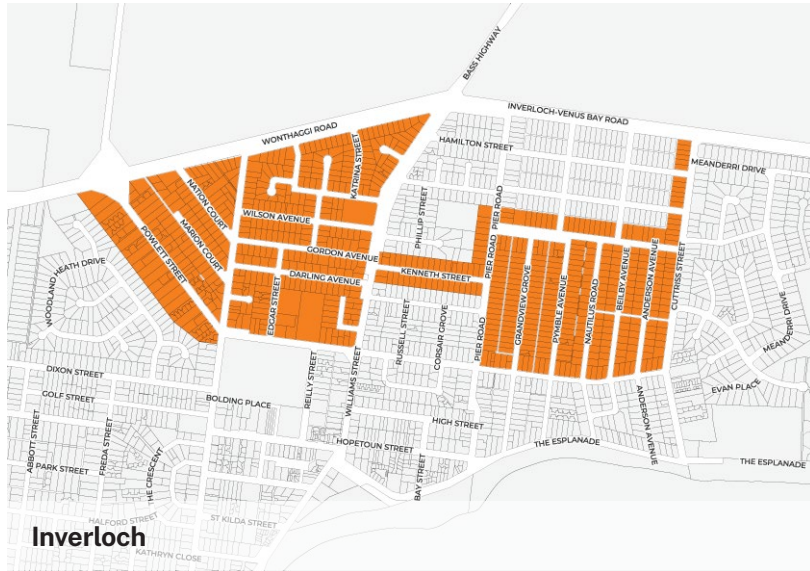 BASS HIGHWAY
INVERLOCH-VENUS BAY ROAD
WONTHAGGI ROAD
HAMILTON STREET
MEANDERRI DRIVE
KATRINA STREET
NATION COURT
PIER ROAD
WILSON AVENUE
PHILLIP STREET
MARION COURT
POWLETT STREET
GORDON AVENUE
PIER ROAD
KENNETH STREET
DARLING AVENUE
WOODLAND HEATH DRIVE
GRANDVIEW GROVE
PYMBLE AVENUE
NAUTILUS ROAD
BEILBY AVENUE
ANDERSON AVENUE
CUTTRISS STREET
MEANDERRI DRIVE
EDGAR STREET
RUSSELL STREET
CORSAIR GROVE
PIER ROAD
DIXON STREET
REILLY STREET
WILLIAMS STREET
EVAN PLACE
GOLF STREET
BOLDING PLACE
ANDERSON AVENUE
ABBOTT STREET
FREDA STREET
THE CRESCENT
HIGH STREET
HOPETOUN STREET
THE ESPLANADE
THE ESPLANADE
PARK STREET
BAY STREET
HALFORD STREET
ST KILDA STREET
Inverloch
KATHRYN CLOSE